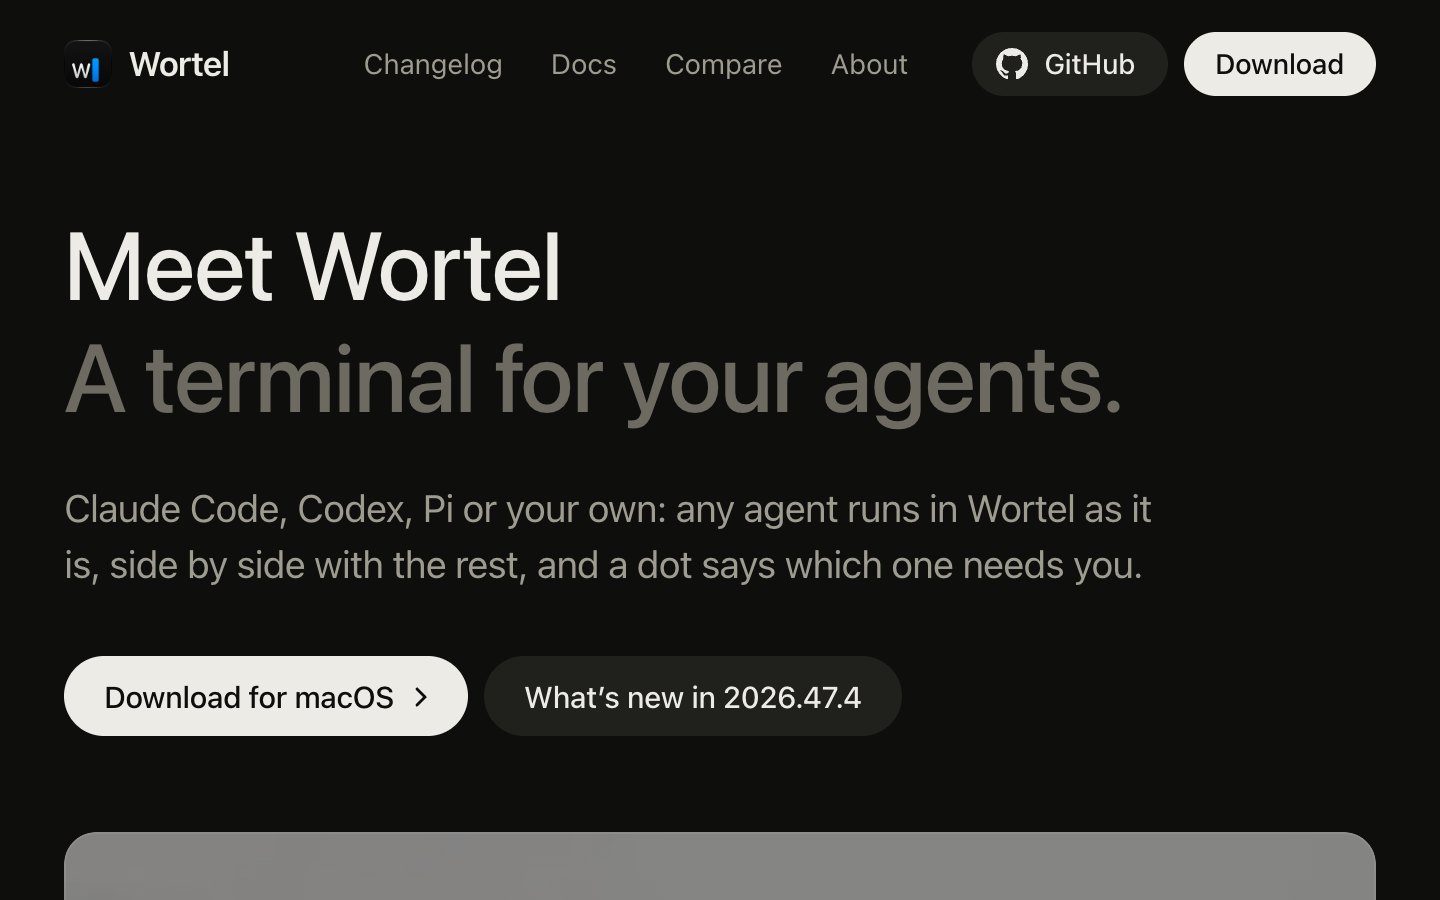 w
Wortel
Changelog
Docs
Compare
About
GitHub
Download
Meet Wortel
A terminal for your agents.
Claude Code, Codex, Pi or your own: any agent runs in Wortel as it
is, side by side with the rest, and a dot says which one needs you.
Download for macOS
What’s new in 2026.47.4